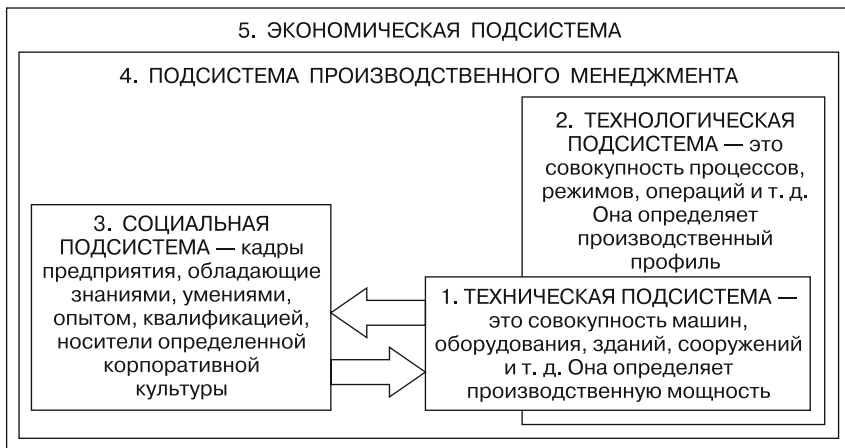 5. ЭКОНОМИЧЕСКАЯ ПОДСИСТЕМА
4. ПОДСИСТЕМА ПРОИЗВОДСТВЕННОГО МЕНЕДЖМЕНТА
2. ТЕХНОЛОГИЧЕСКАЯ
ПОДСИСТЕМА — это
совокупность процессов,
режимов, операций и т. д.
Она определяет
производственный
профиль
3. СОЦИАЛЬНАЯ
ПОДСИСТЕМА — кадры
предприятия, обладающие
знаниями, умениями,
опытом, квалификацией,
носители определенной
корпоративной
культуры
1. ТЕХНИЧЕСКАЯ ПОДСИСТЕМА —
это совокупность машин,
оборудования, зданий, сооружений
и т. д. Она определяет
производственную мощность